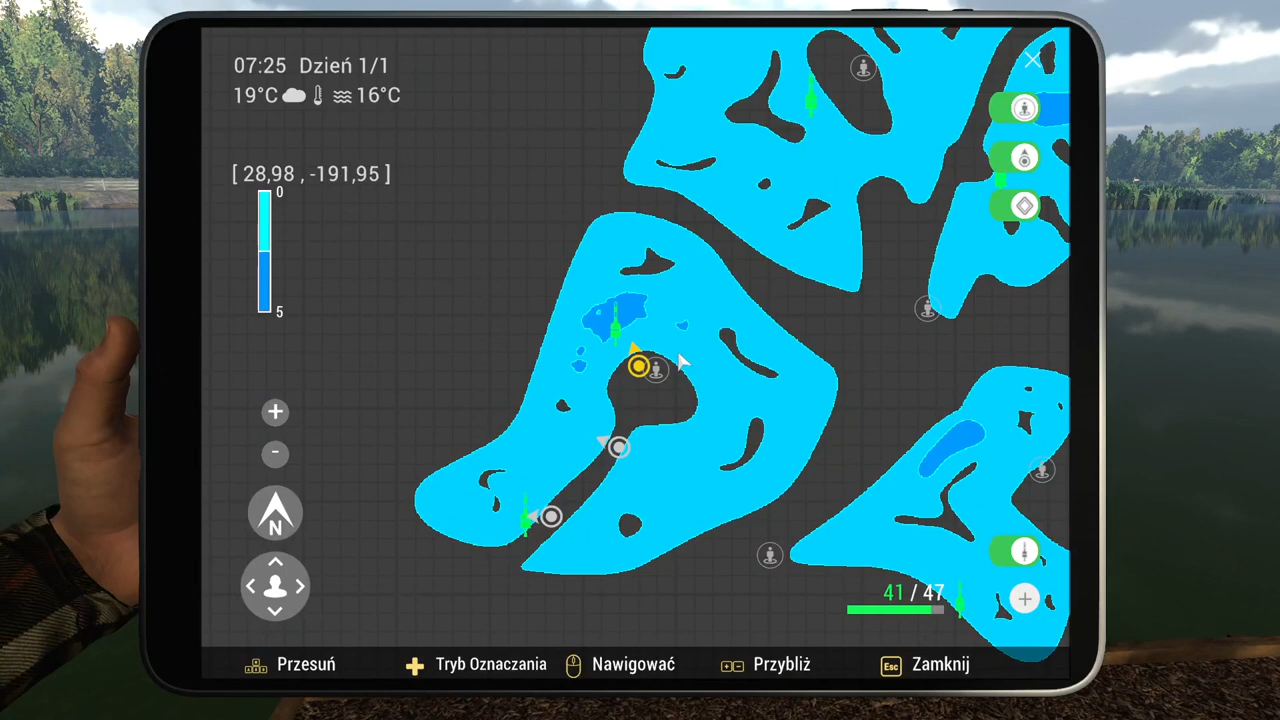 07:25 Dzień 1/1
19°C 16°C
[ 28,98 , -191,95 ]
0
5
+
-
N
41 / 47
Przesuń
Tryb Oznaczania
Nawigować
Przybliż
Esc Zamknij